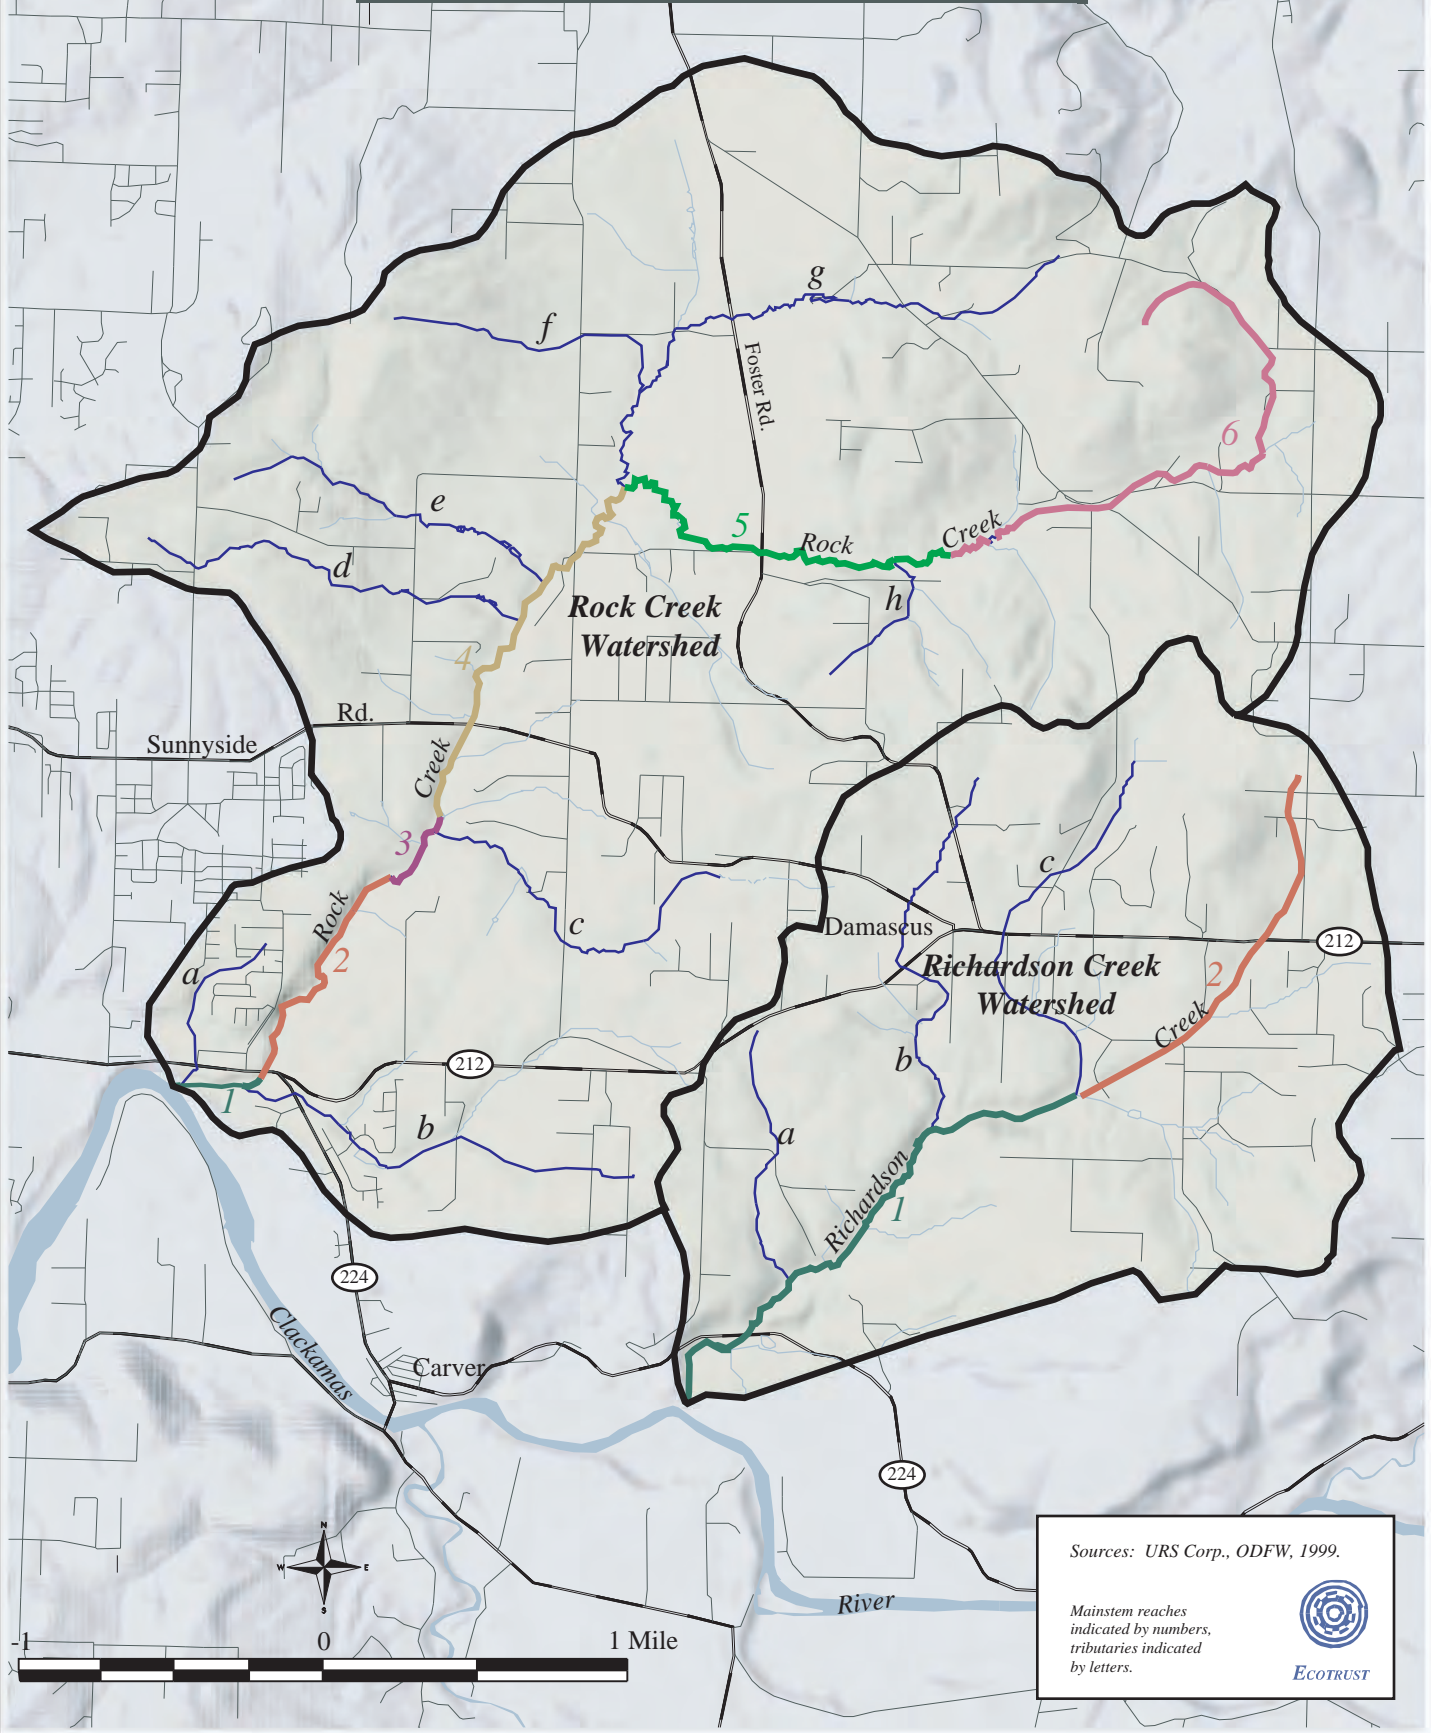 g
f
Foster Rd.
6
e
5
Rock
Creek
d
h
Rock Creek
Watershed
4
Rd.
Sunnyside
Creek
3
c
c
Rock
Damascus
212
2
a
Richardson Creek
Watershed
2
Creek
b
212
1
b
a
Richardson
1
224
Clackamas
Carver
224
N
W
E
S
River
-1
0
1 Mile
Sources: URS Corp., ODFW, 1999.
Mainstem reaches
indicated by numbers,
tributaries indicated
by letters.
ECOTRUST